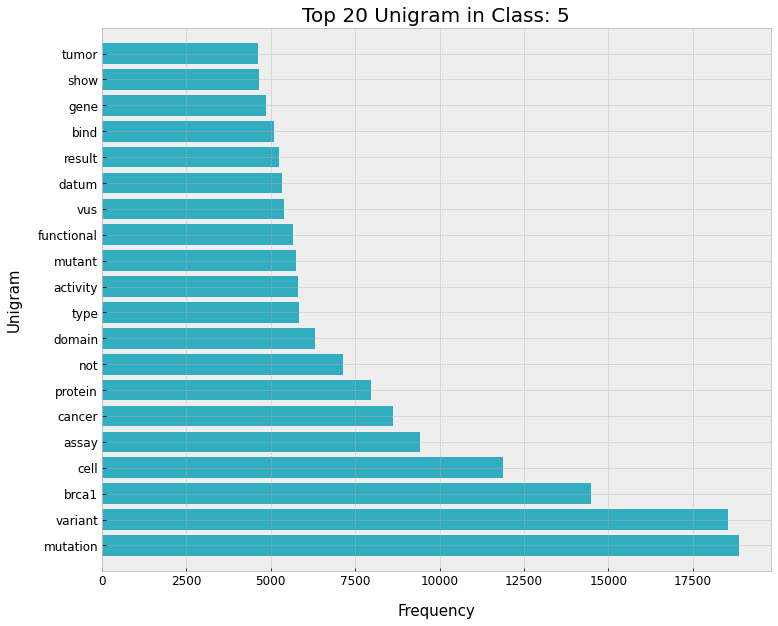 Top 20 Unigram in Class: 5
tumor
show
gene
bind
result
datum
vus
functional
mutant
activity
type
domain
not
protein
cancer
assay
cell
brca1
variant
mutation
Unigram
0 2500 5000 7500 10000 12500 15000 17500
Frequency